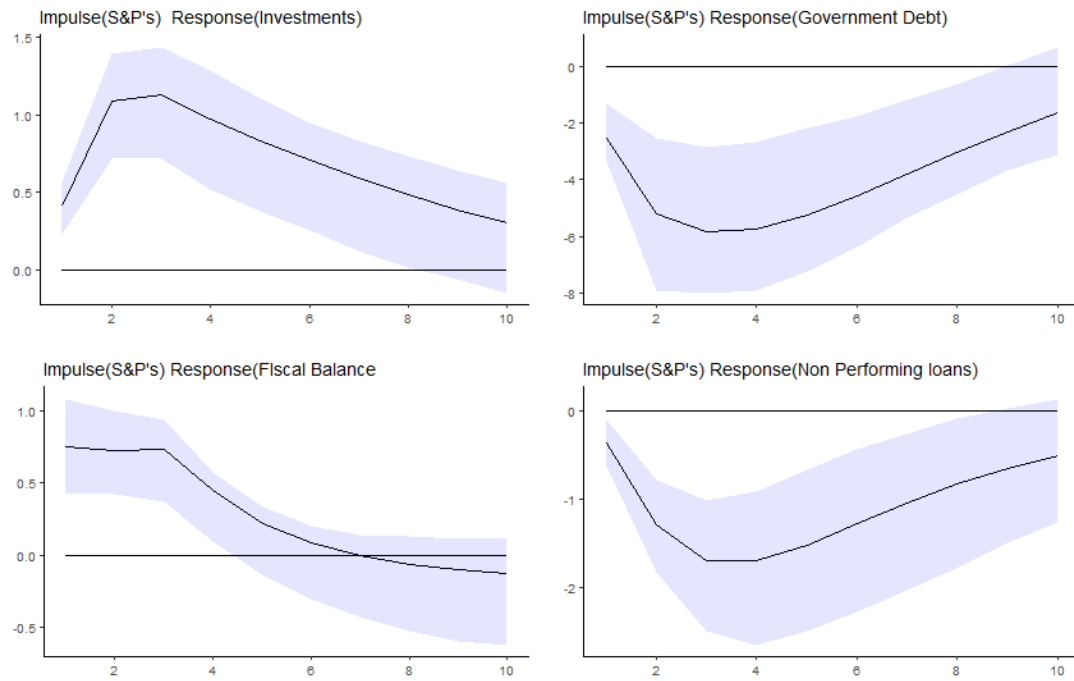 Impulse(S&P's)  Response(Investments)
1.5
1.0
0.5
0.0
2 4 6 8 10
Impulse(S&P's) Response(Government Debt)
0
-2
-4
-6
-8
2 4 6 8 10
Impulse(S&P's) Response(FIscal Balance
1.0
0.5
0.0
-0.5
2 4 6 8 10
Impulse(S&P's) Response(Non Performing loans)
0
-1
-2
2 4 6 8 10